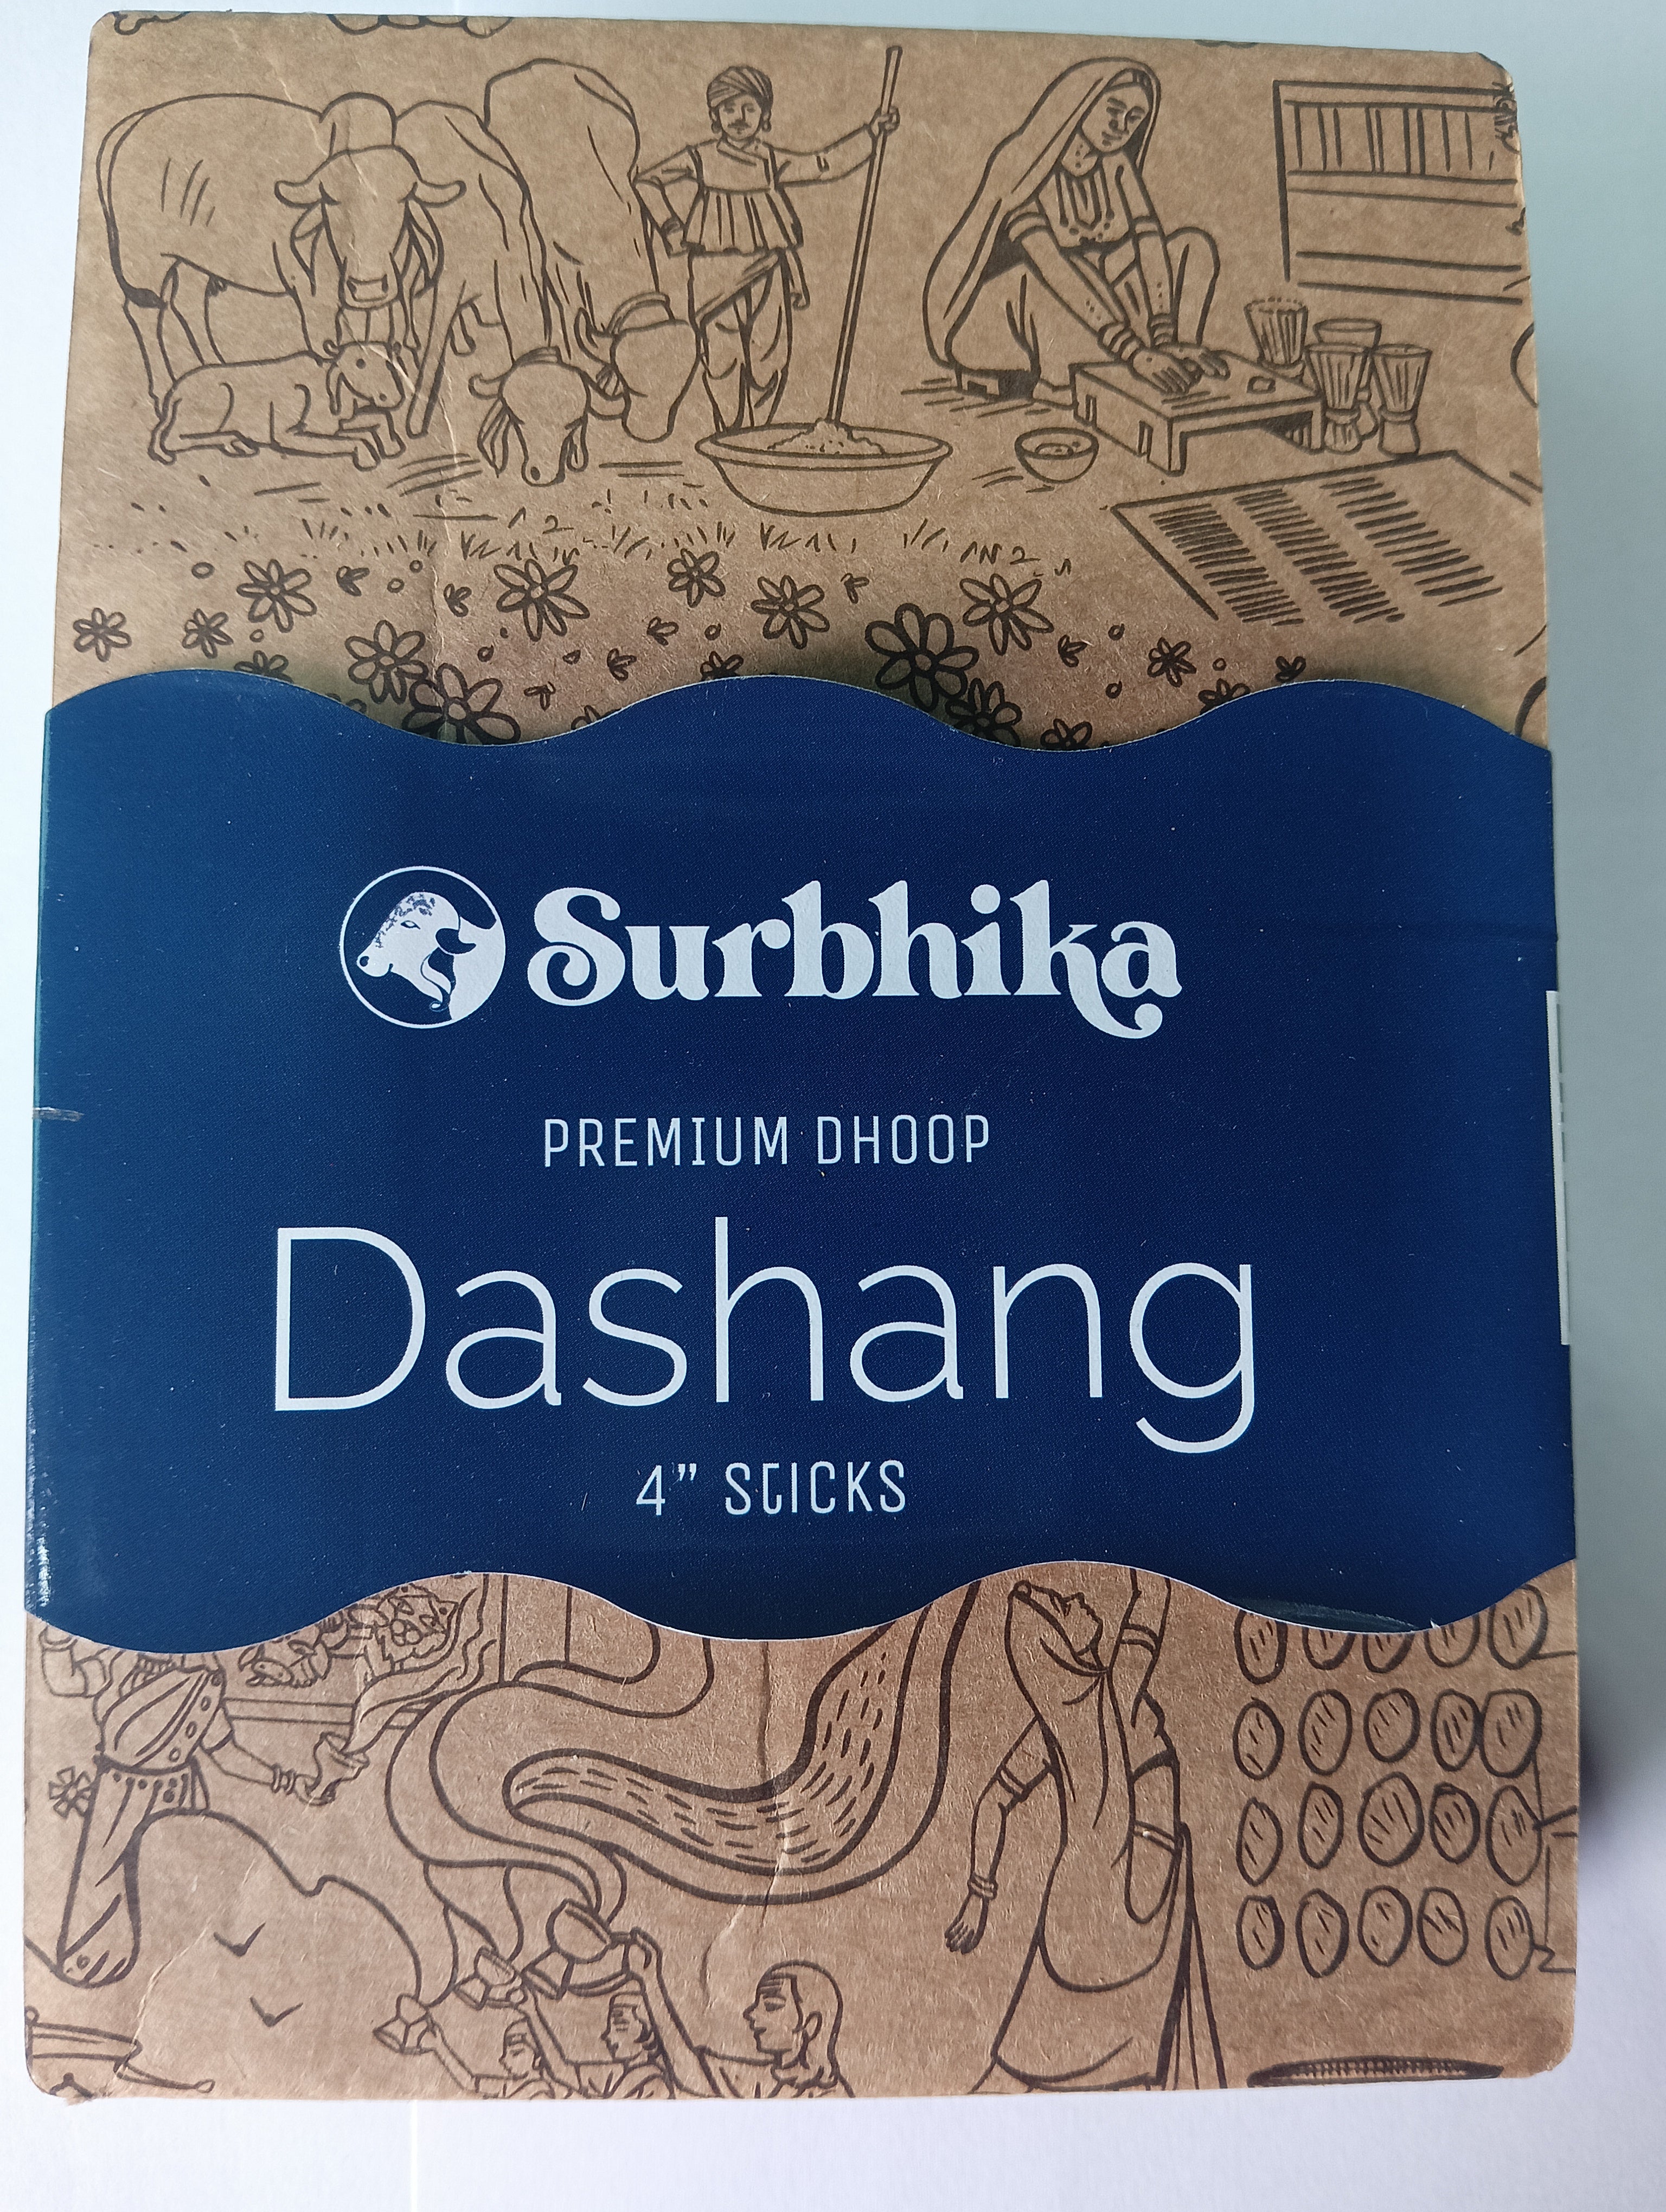 Surbhika
PREMIUM DHOOP
Dashang
4” STICKS